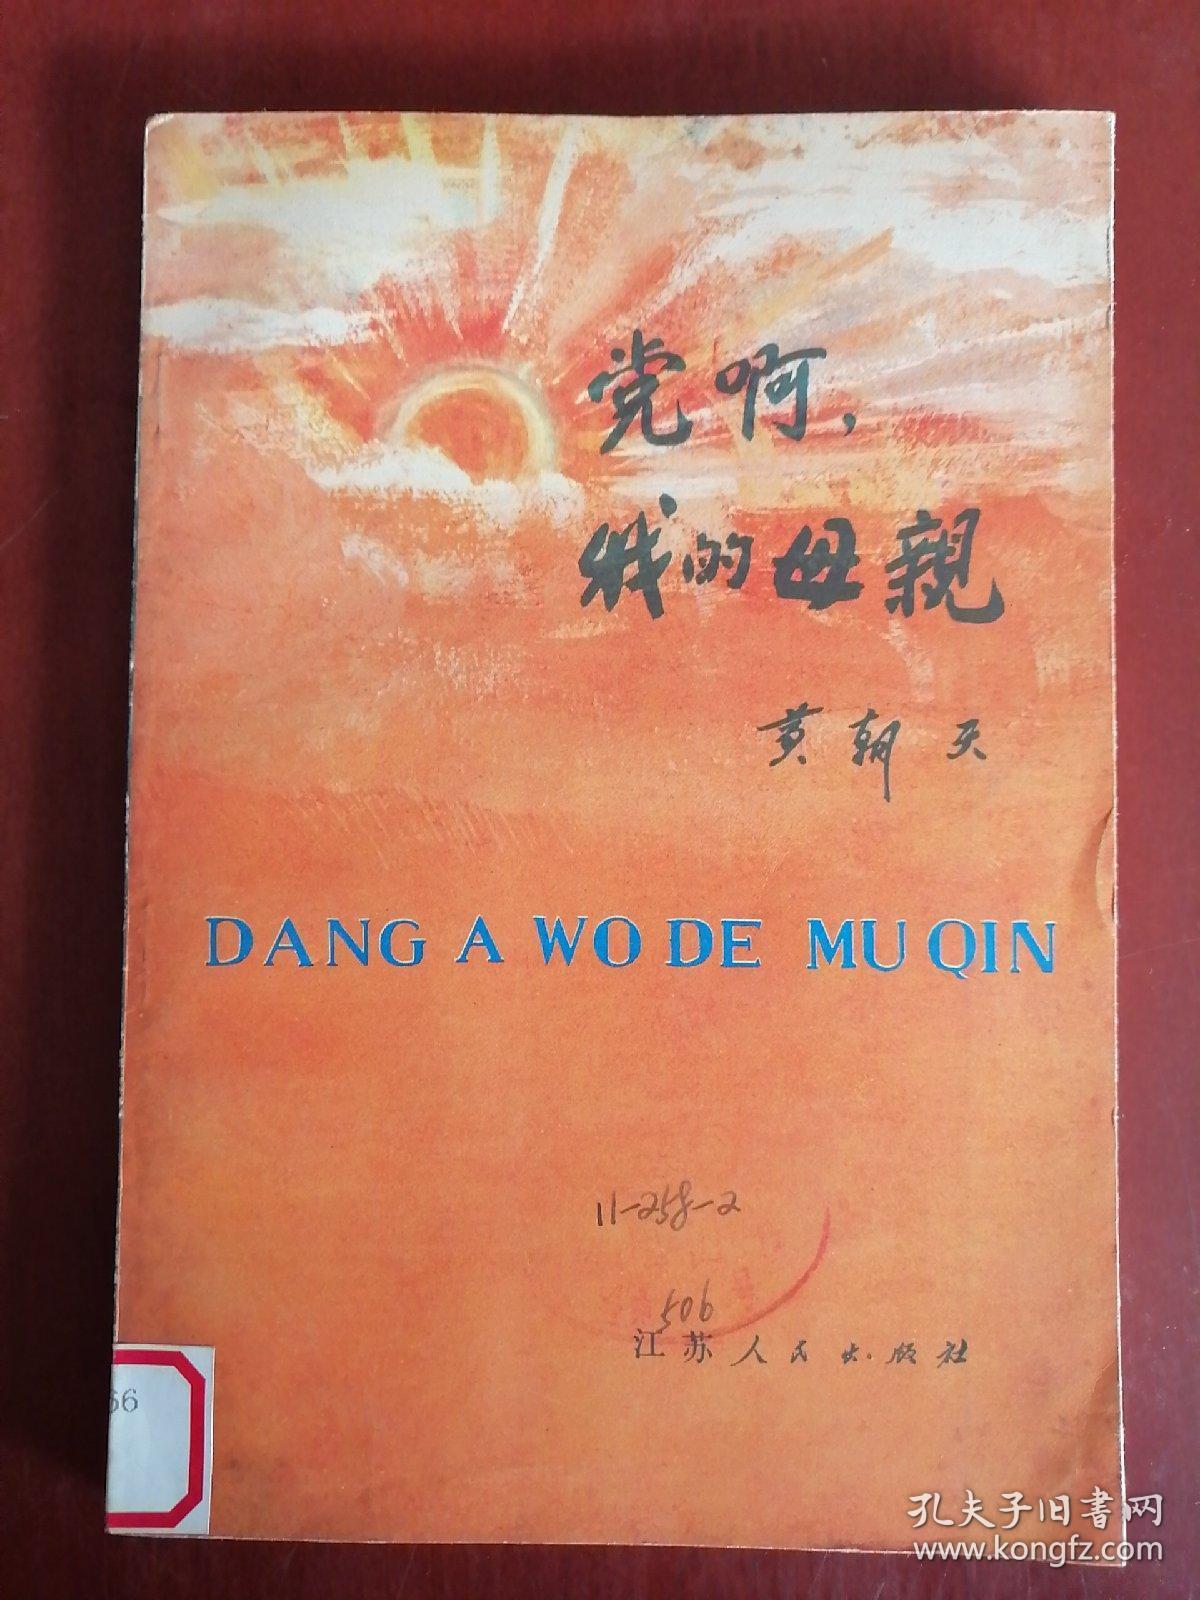 党啊，
我的母親
黄朝天
DANG A WO DE MU QIN
11-258-2
506
江苏人民出版社
66
孔夫子旧書网
www.kongfz.com